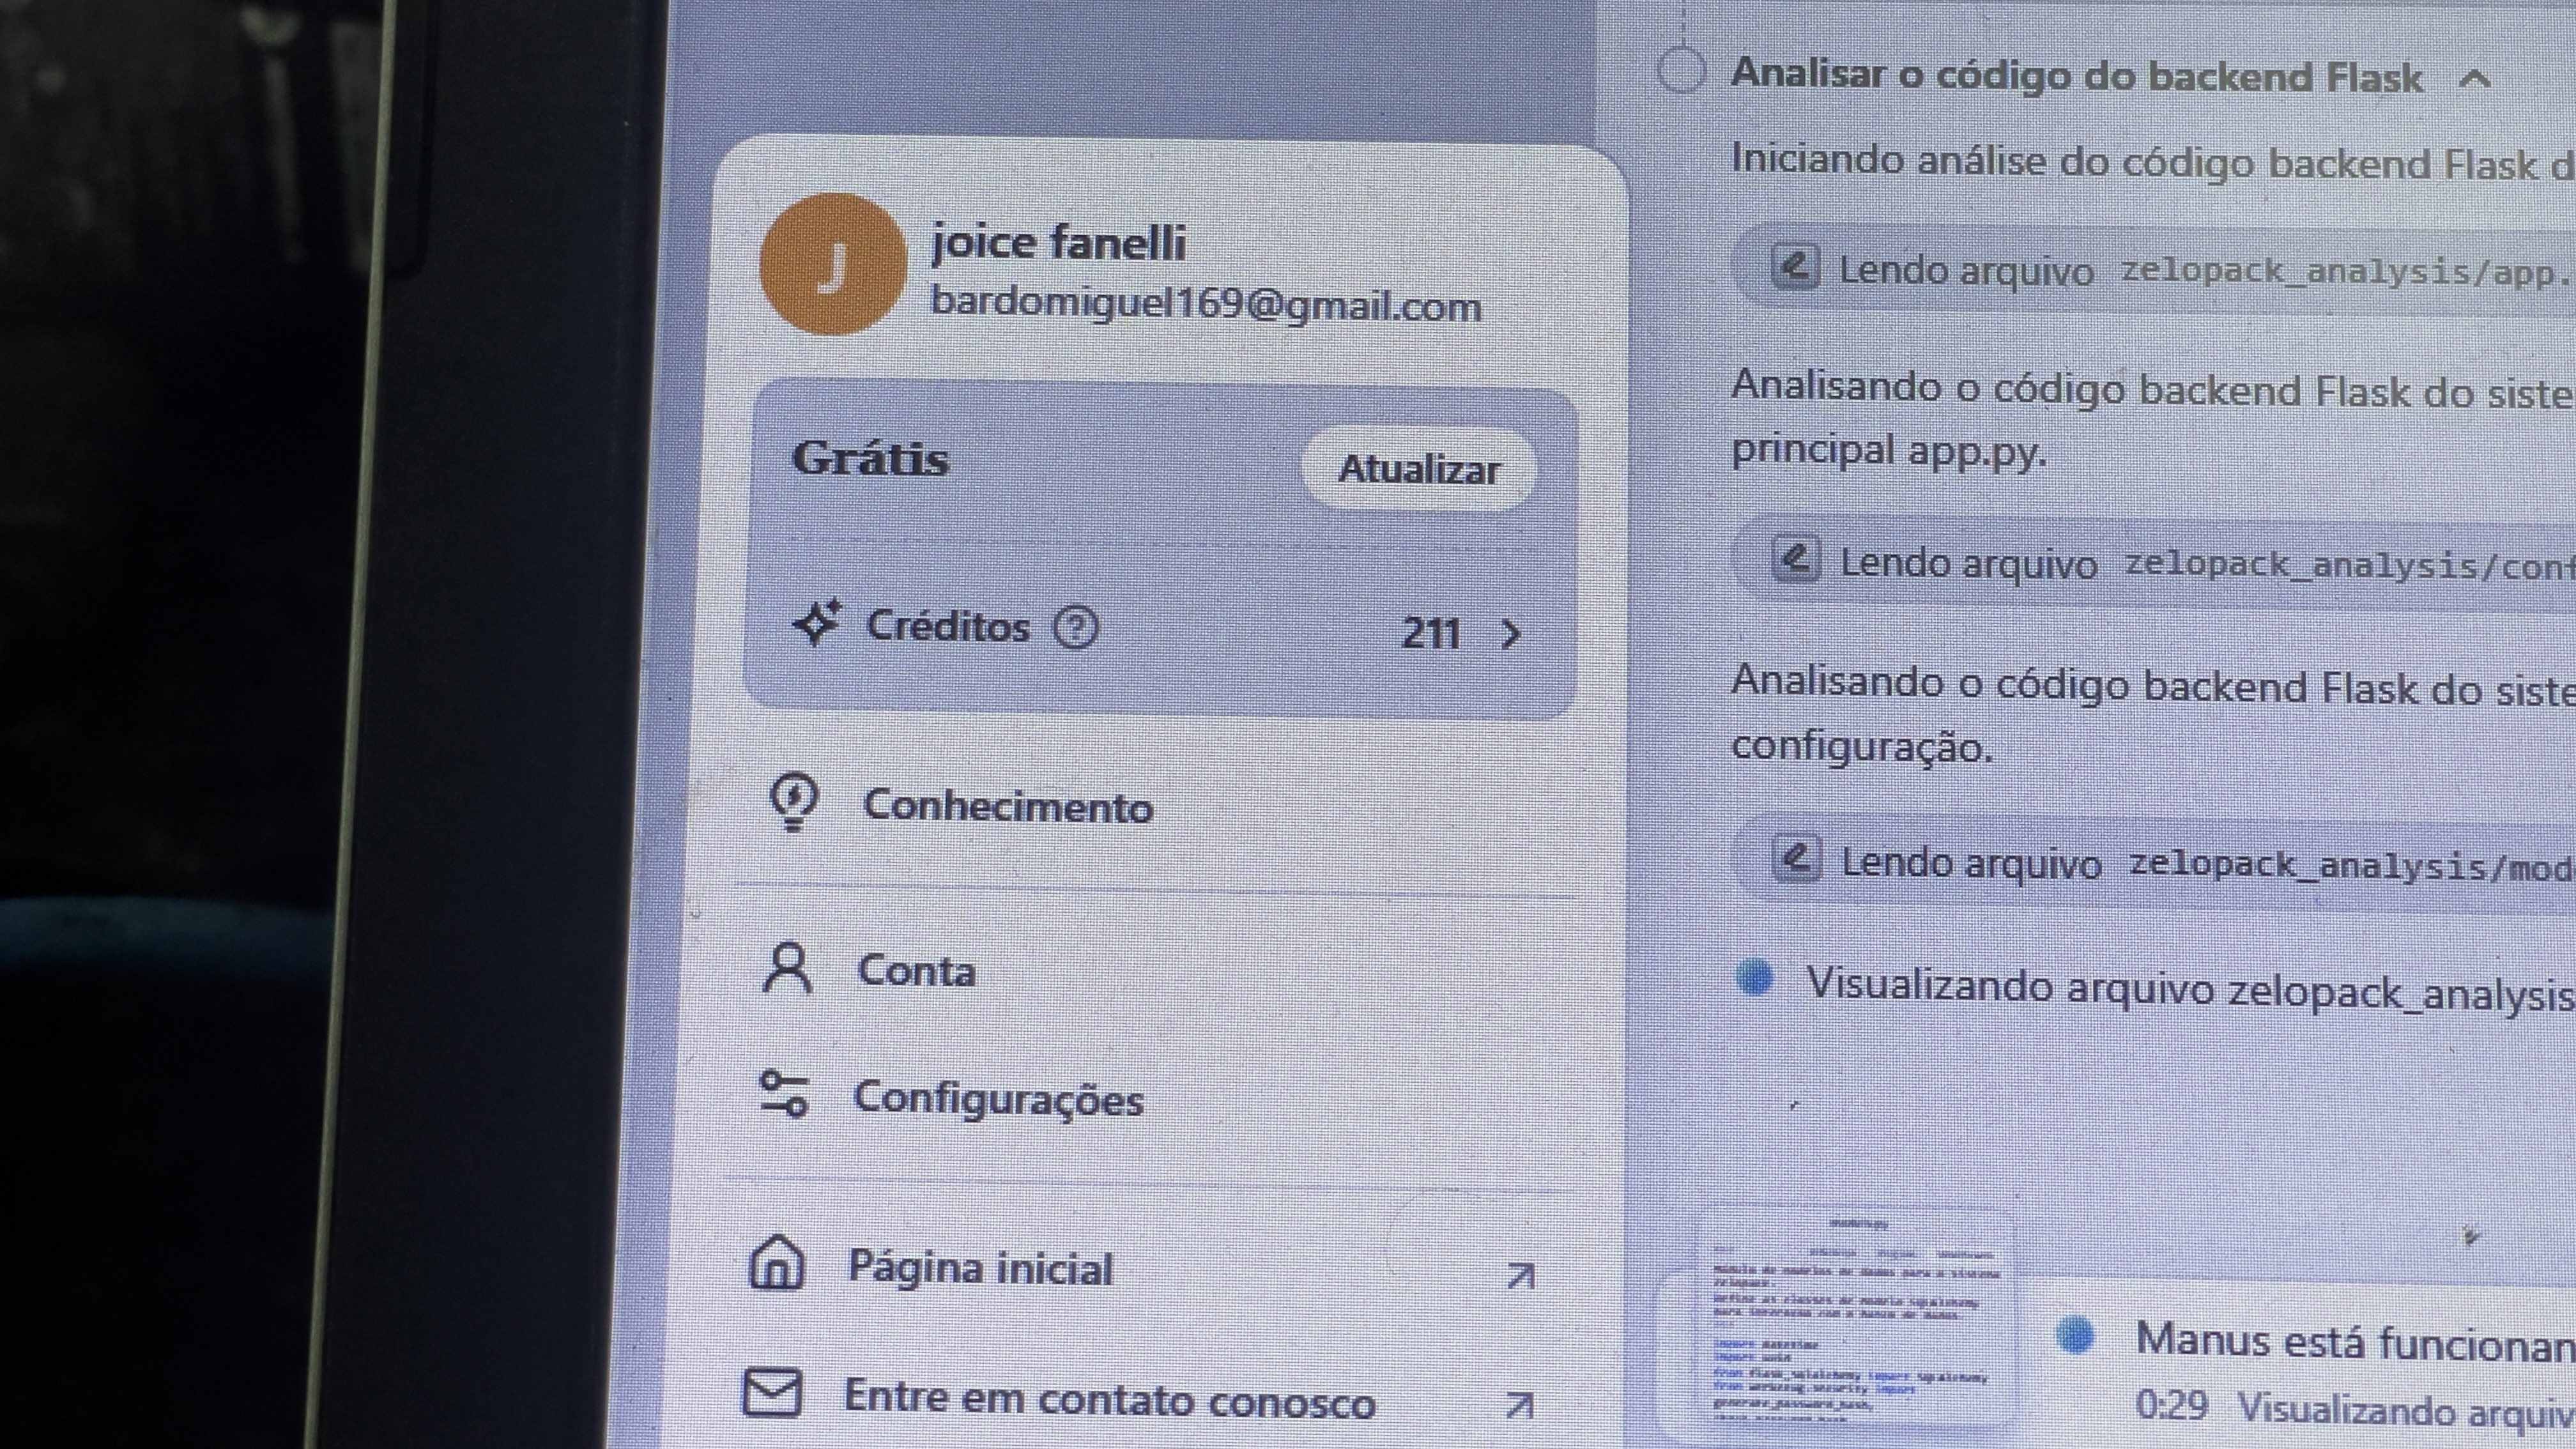 J
joice fanelli
bardomiguel169@gmail.com
Grátis
Atualizar
Créditos ?
211
Conhecimento
Conta
Configurações
Página inicial
Entre em contato conosco
Analisar o código do backend Flask
Iniciando análise do código backend Flask d
Lendo arquivo zelopack_analysis/app.
Analisando o código backend Flask do siste
principal app.py.
Lendo arquivo zelopack_analysis/conf
Analisando o código backend Flask do siste
configuração.
Lendo arquivo zelopack_analysis/mod
Visualizando arquivo zelopack_analysis
Manus está funcionan
0:29 Visualizando arquiv